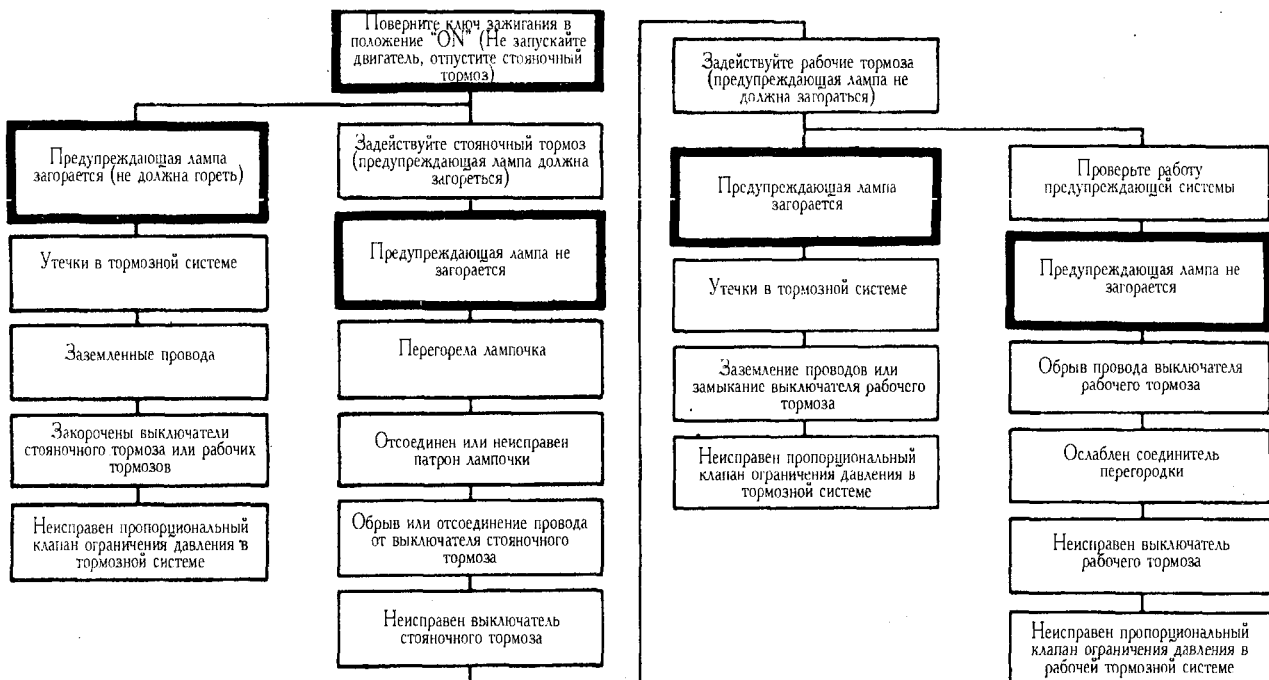 Поверните ключ зажигания в
положение "ON" (Не запускайте
двигатель, отпустите стояночный
тормоз)
Предупреждающая лампа
загорается (не должна гореть)
Утечки в тормозной системе
Заземленные провода
Закорочены выключатели
стояночного тормоза или рабочих
тормозов
Неисправен пропорциональный
клапан ограничения давления в
тормозной системе
Задействуйте стояночный тормоз
(предупреждающая лампа должна
загореться)
Предупреждающая лампа не
загорается
Перегорела лампочка
Отсоединен или неисправен
патрон лампочки
Обрыв или отсоединение провода
от выключателя стояночного
тормоза
Неисправен выключатель
стояночного тормоза
Задействуйте рабочие тормоза
(предупреждающая лампа не
должна загораться)
Предупреждающая лампа
загорается
Утечки в тормозной системе
Заземление проводов или
замыкание выключателя рабочего
тормоза
Неисправен пропорциональный
клапан ограничения давления в
тормозной системе
Проверьте работу
предупреждающей системы
Предупреждающая лампа не
загорается
Обрыв провода выключателя
рабочего тормоза
Ослаблен соединитель
перегородки
Неисправен выключатель
рабочего тормоза
Неисправен пропорциональный
клапан ограничения давления в
рабочей тормозной системе